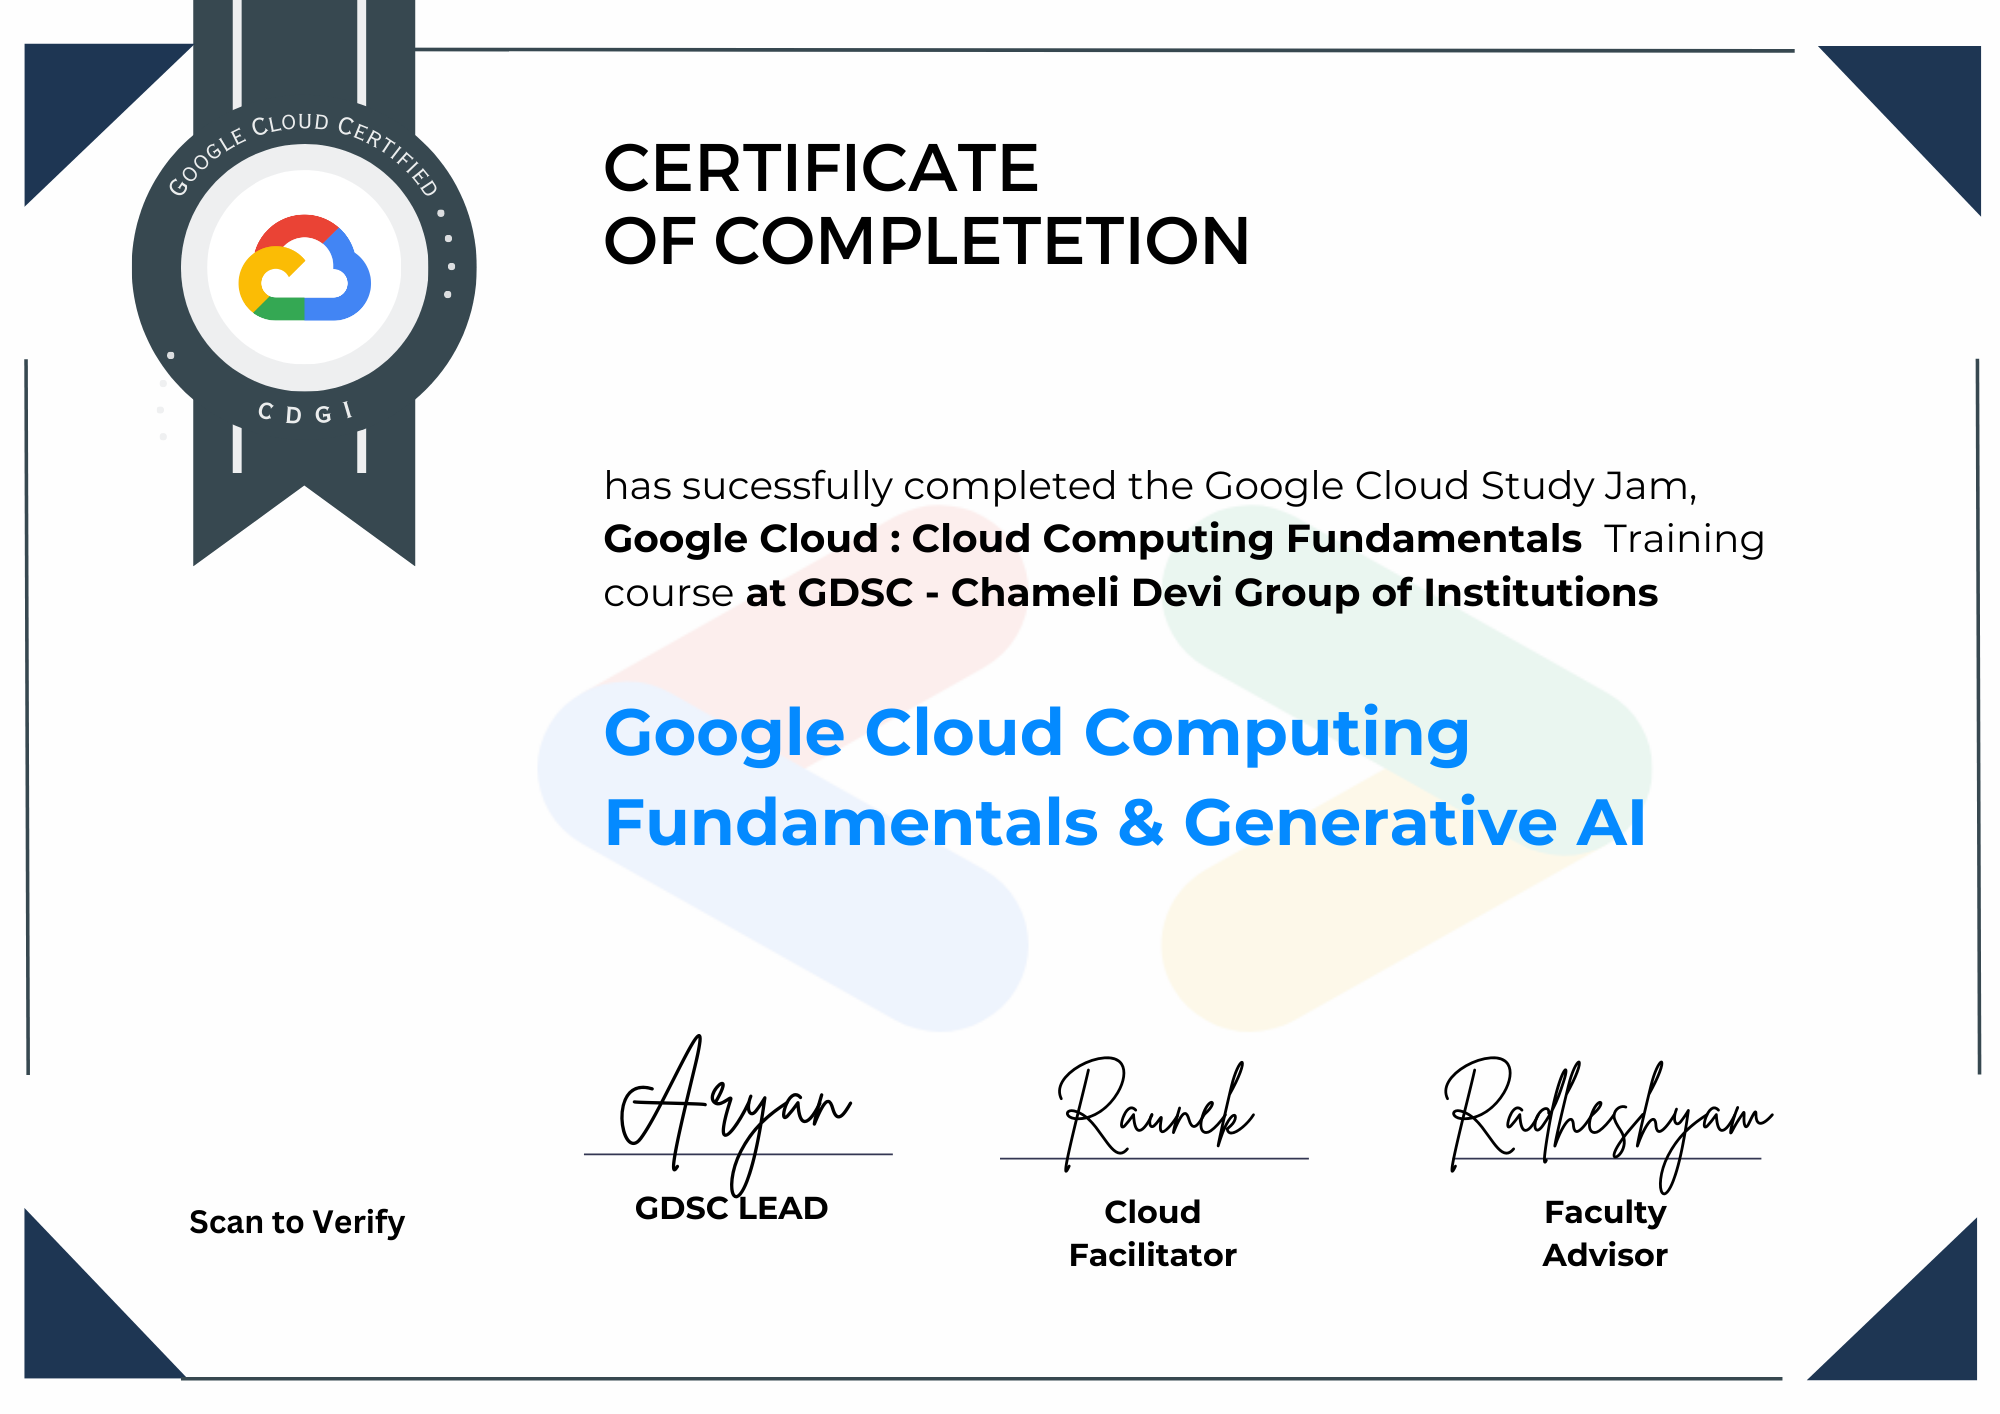 GOOGLE CLOUD CERTIFIED
CDGI
CERTIFICATE
OF COMPLETETION
has sucessfully completed the Google Cloud Study Jam,
Google Cloud : Cloud Computing Fundamentals Training
course at GDSC - Chameli Devi Group of Institutions
Google Cloud Computing
Fundamentals & Generative AI
Aryan
GDSC LEAD
Raunek
Cloud
Facilitator
Radheshyam
Faculty
Advisor
Scan to Verify